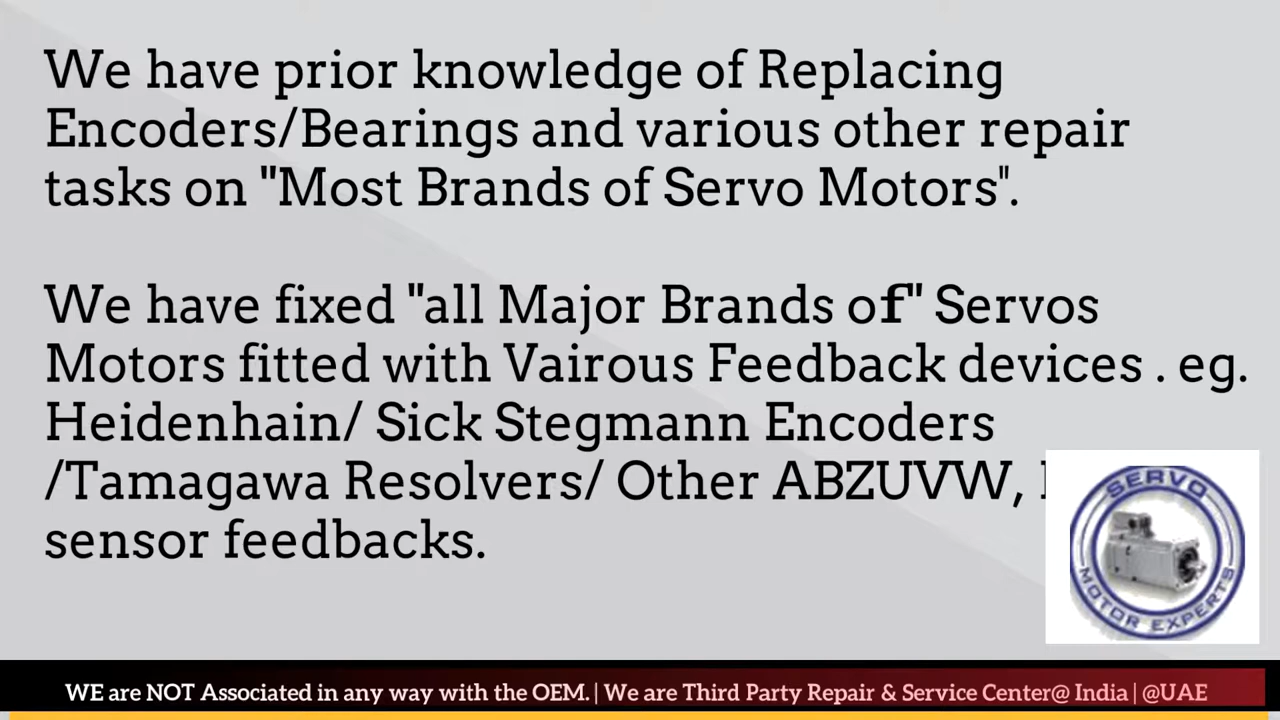 We have prior knowledge of Replacing
Encoders/Bearings and various other repair
tasks on "Most Brands of Servo Motors".
We have fixed "all Major Brands of" Servos
Motors fitted with Vairous Feedback devices . eg.
Heidenhain/ Sick Stegmann Encoders
/Tamagawa Resolvers/ Other ABZUVW,
sensor feedbacks.
SERVO
MOTOR EXPERTS
WE are NOT Associated in any way with the OEM. | We are Third Party Repair & Service Center@ India | @UAE